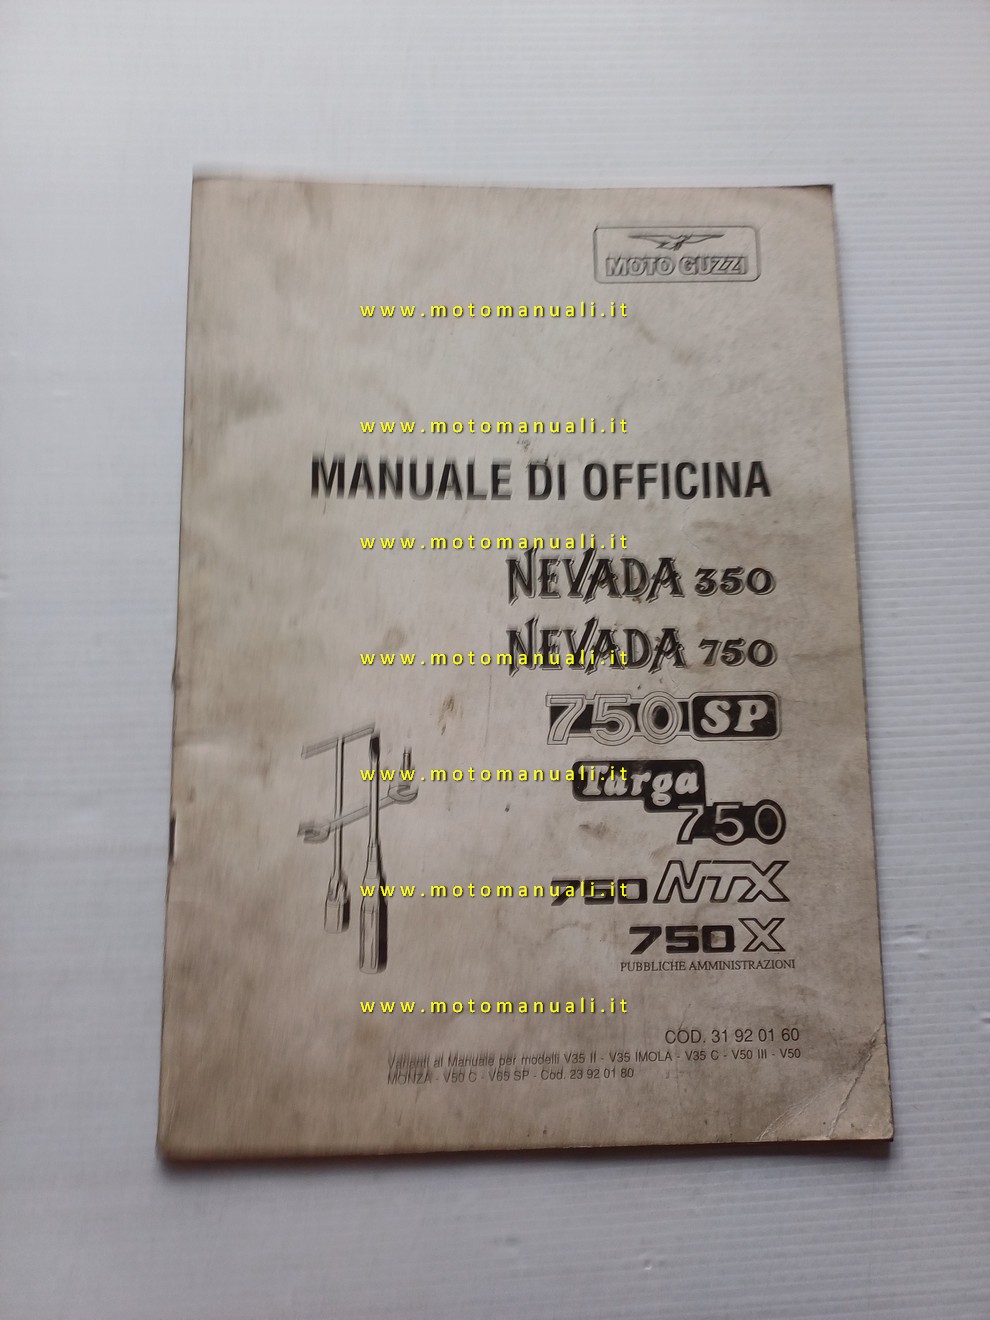 MOTO GUZZI
www.motomanuali.it
www.motomanuali.it
MANUALE DI OFFICINA
www.motomanuali.it
NEVADA 350
NEVADA 750
www.motomanuali.it
750 SP
www.motomanuali.it
Targa
750
750 NTX
www.motomanuali.it
750 X
PUBBLICHE AMMINISTRAZIONI
www.motomanuali.it
COD. 31 92 01 60
Varianti al Manuale per modelli V35 II - V35 IMOLA - V35 C - V50 III - V50
MONZA - V50 C - V65 SP - Cod. 23 92 01 80